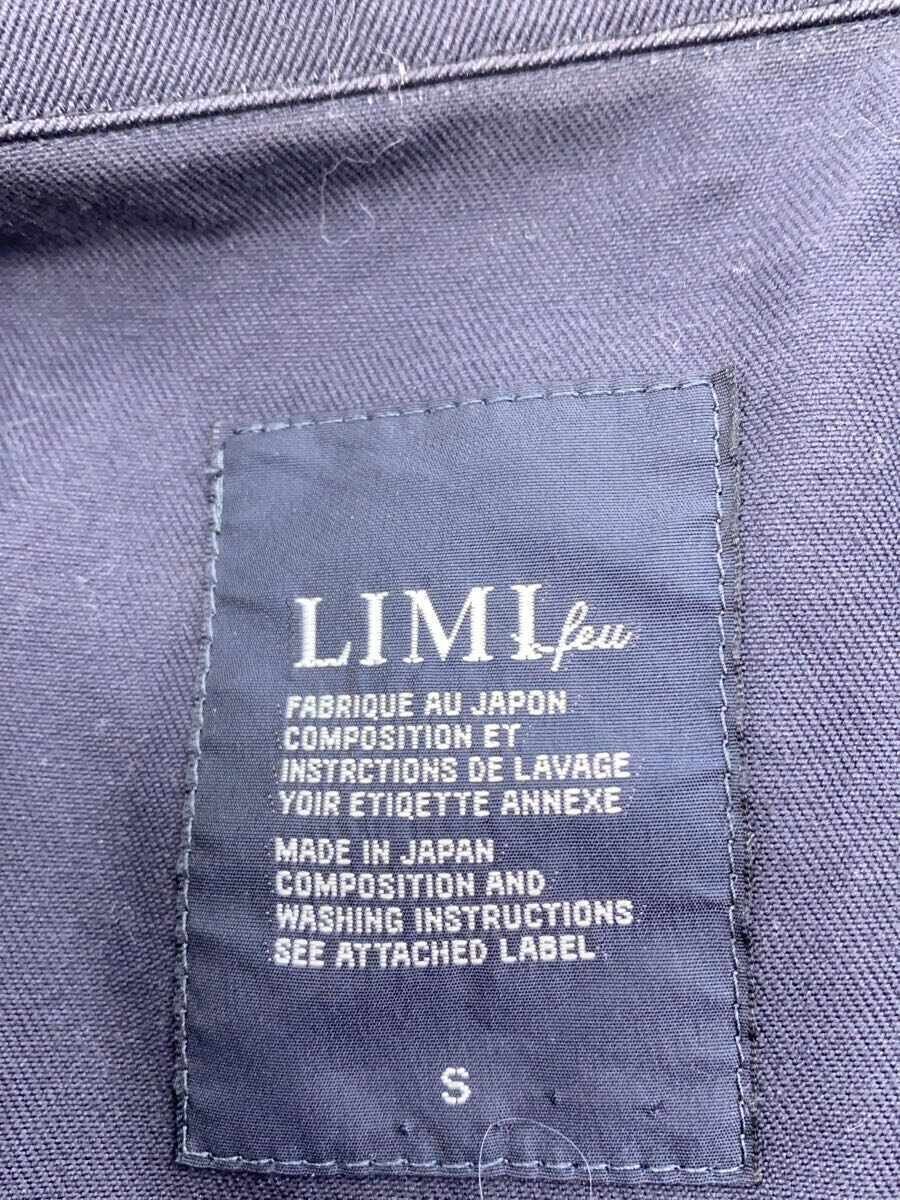 LIMI feu
FABRIQUE AU JAPON
COMPOSITION ET
INSTRCTIONS DE LAVAGE
YOIR ETIQETTE ANNEXE
MADE IN JAPAN
COMPOSITION AND
WASHING INSTRUCTIONS
SEE ATTACHED LABEL
S